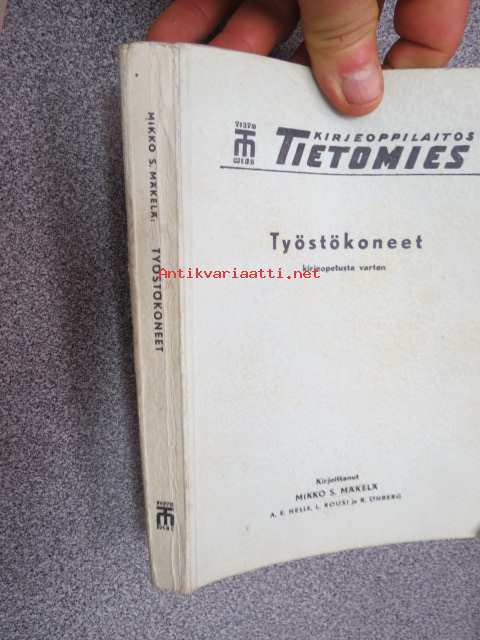 KIRJEOPPILAITOS
TIETOMIES
TIETO
MIES
Työstökoneet
kirjeopetusta varten
Kirjoittanut
MIKKO S. MÄKELÄ
A. E. HELLE, L. ROUSI ja R. ÖHBERG
MIKKO S. MÄKELÄ: TYÖSTÖKONEET
Antikvariaatti.net